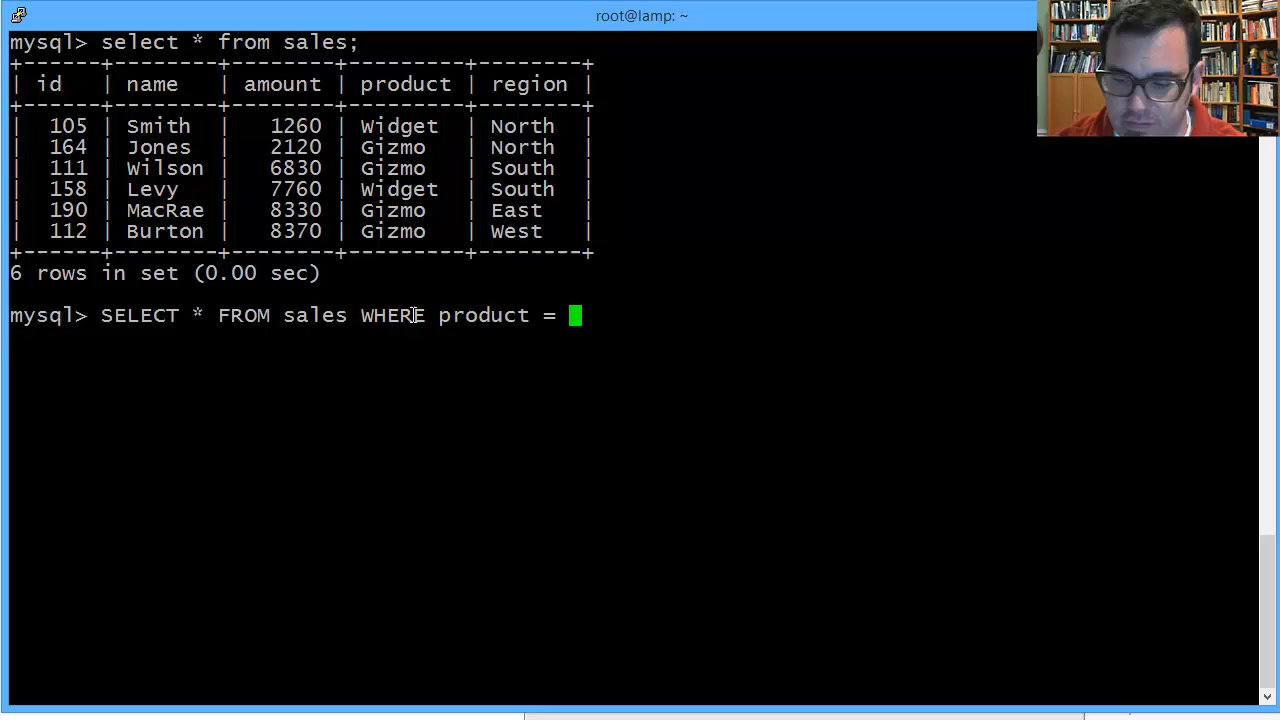 root@lamp: ~
mysql> select * from sales;
+------+--------+--------+---------+--------+
| id   | name   | amount | product | region |
+------+--------+--------+---------+--------+
|  105 | Smith  |   1260 | Widget  | North  |
|  164 | Jones  |   2120 | Gizmo   | North  |
|  111 | Wilson |   6830 | Gizmo   | South  |
|  158 | Levy   |   7760 | Widget  | South  |
|  190 | MacRae |   8330 | Gizmo   | East   |
|  112 | Burton |   8370 | Gizmo   | West   |
+------+--------+--------+---------+--------+
6 rows in set (0.00 sec)
mysql> SELECT * FROM sales WHERE product =